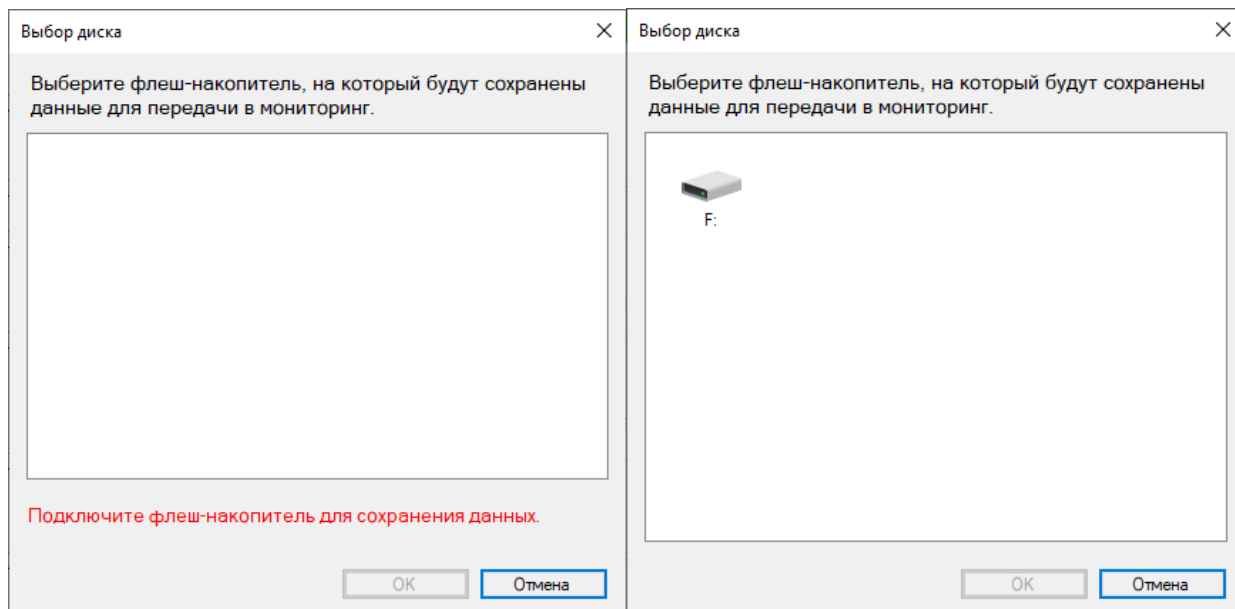 Выбор диска
Выберите флеш-накопитель, на который будут сохранены
данные для передачи в мониторинг.
Подключите флеш-накопитель для сохранения данных.
OK
Отмена
Выбор диска
Выберите флеш-накопитель, на который будут сохранены
данные для передачи в мониторинг.
F:
OK
Отмена